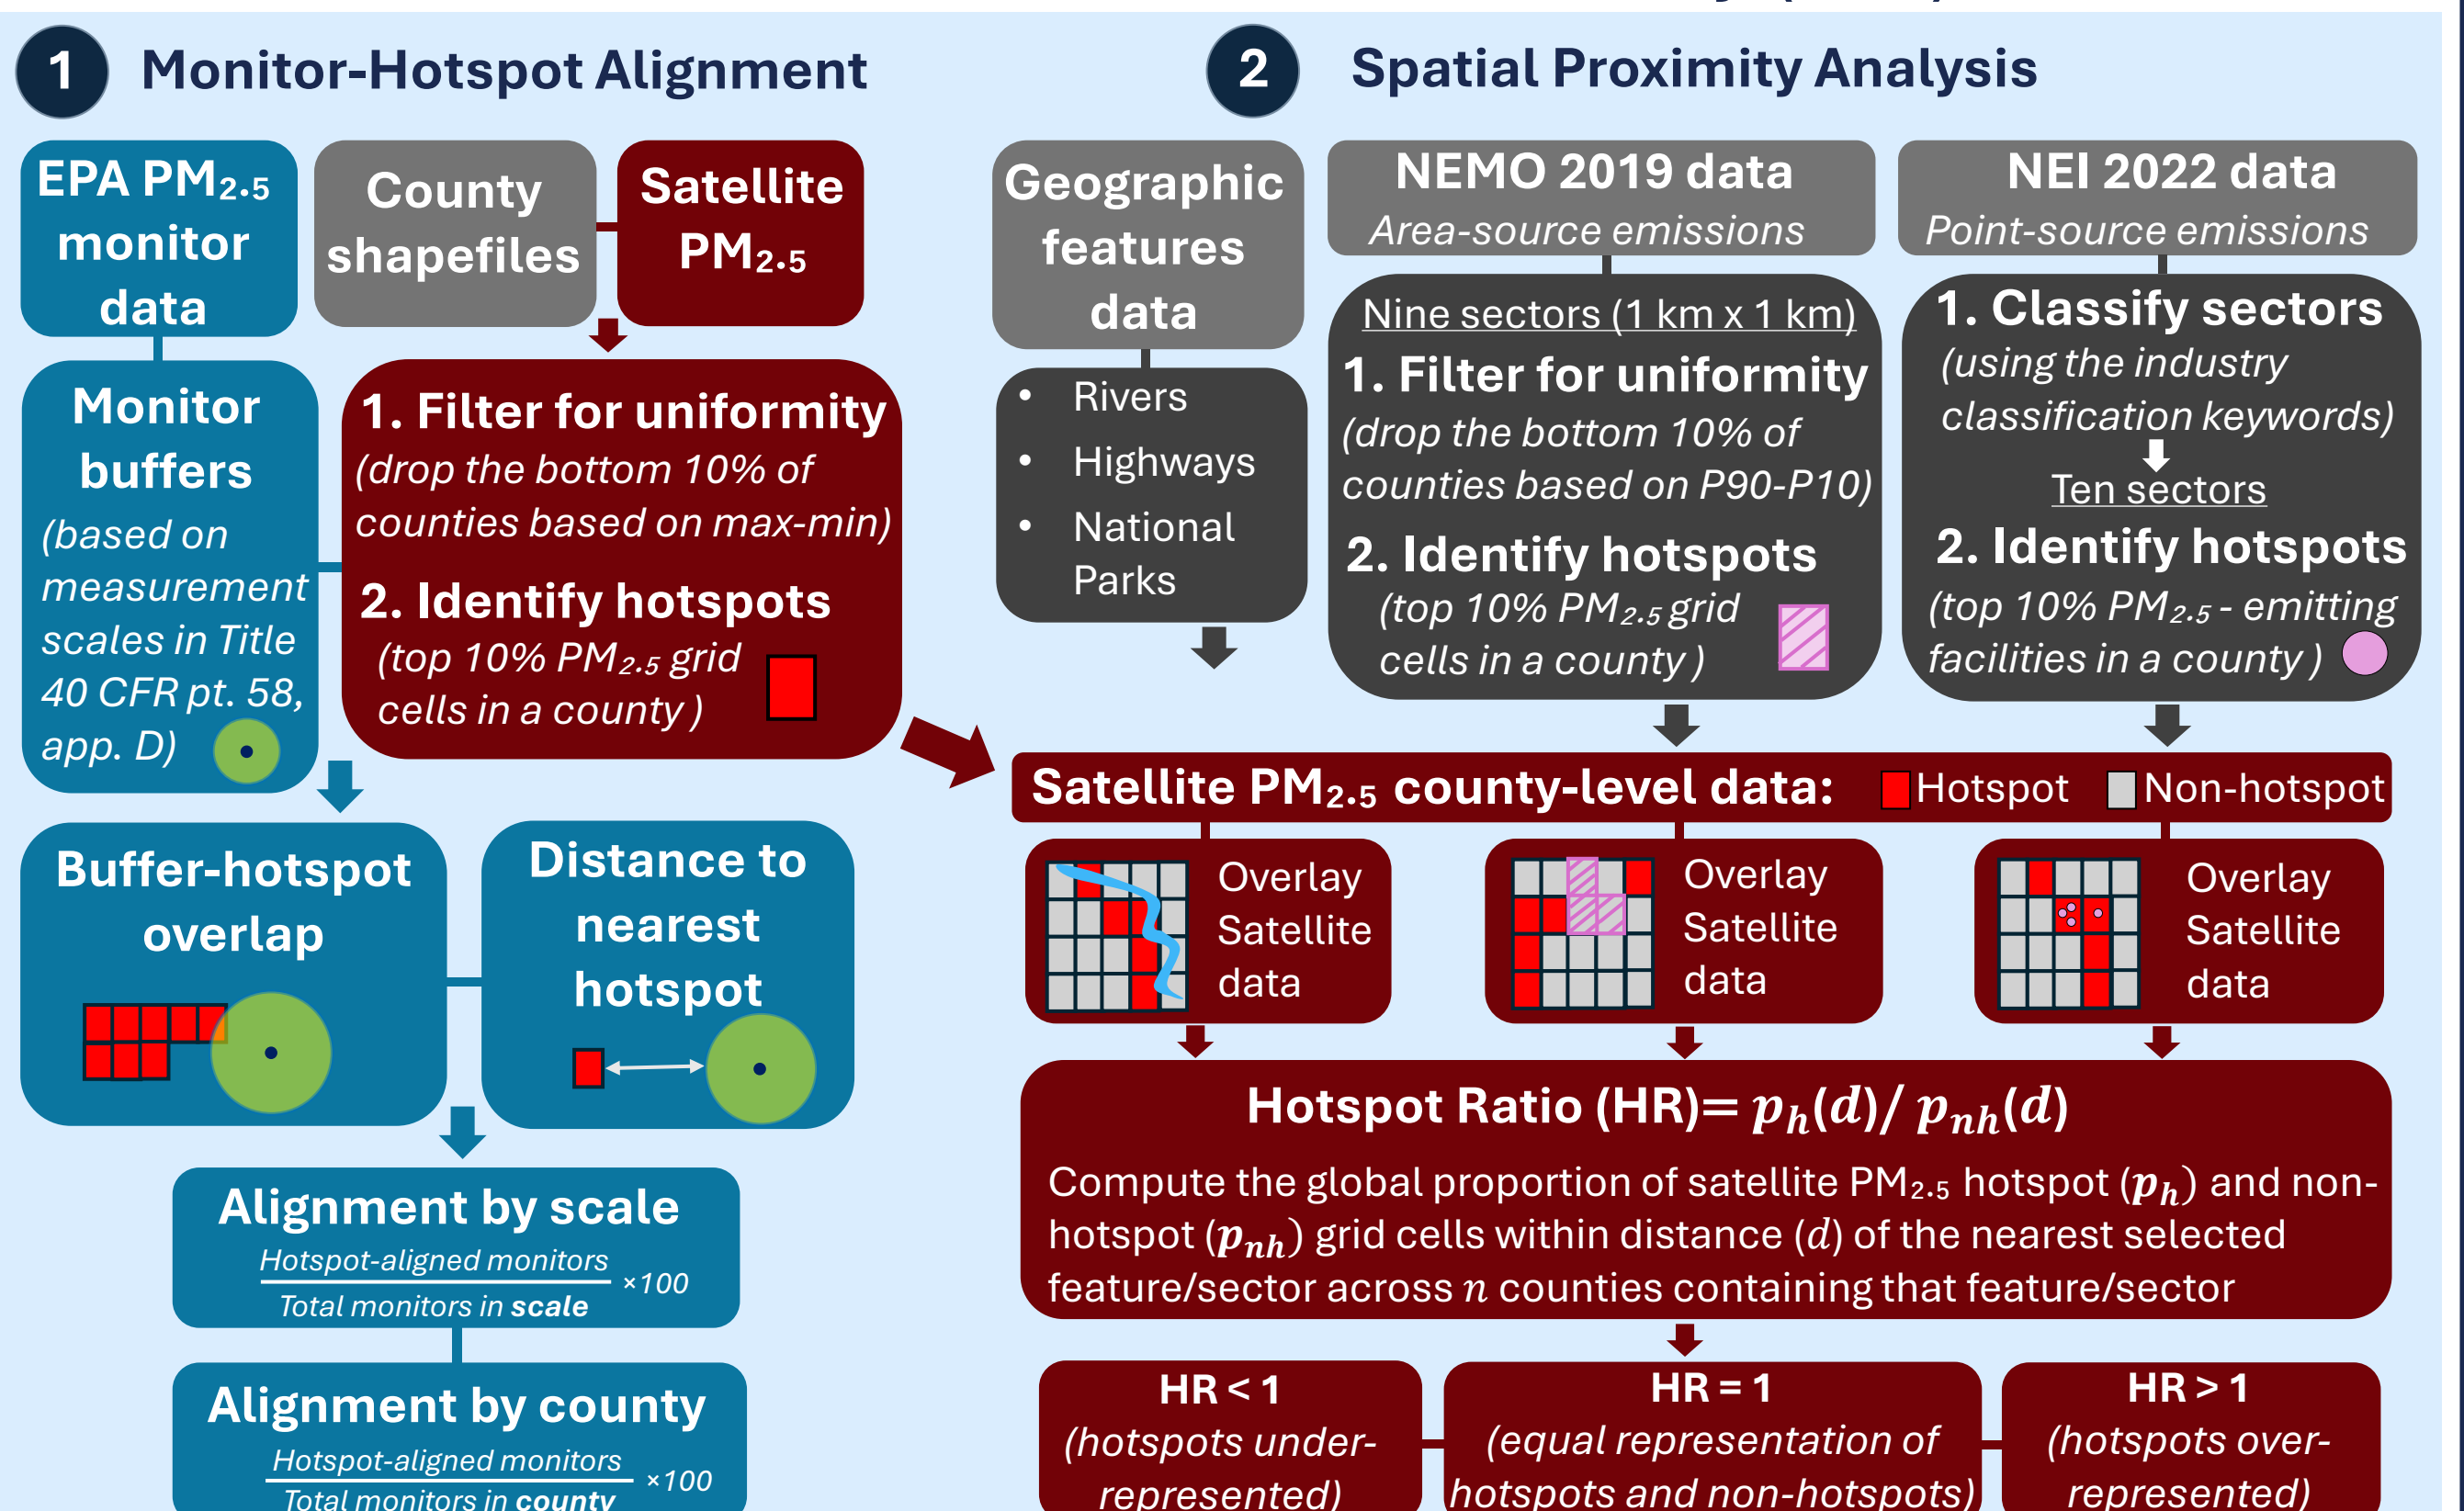 1 Monitor-Hotspot Alignment
EPA PM₂.₅
monitor
data
County
shapefiles
Satellite
PM₂.₅
Monitor
buffers
(based on
measurement
scales in Title
40 CFR pt. 58,
app. D)
1. Filter for uniformity
(drop the bottom 10% of
counties based on max-min)
2. Identify hotspots
(top 10% PM₂.₅ grid
cells in a county )
Buffer-hotspot
overlap
Distance to
nearest
hotspot
Alignment by scale
Hotspot-aligned monitors
Total monitors in scale
×100
Alignment by county
Hotspot-aligned monitors
Total monitors in county
×100
2 Spatial Proximity Analysis
Geographic
features
data
• Rivers
• Highways
• National
Parks
NEMO 2019 data
Area-source emissions
Nine sectors (1 km x 1 km)
1. Filter for uniformity
(drop the bottom 10% of
counties based on P90-P10)
2. Identify hotspots
(top 10% PM₂.₅ grid
cells in a county )
NEI 2022 data
Point-source emissions
1. Classify sectors
(using the industry
classification keywords)
Ten sectors
2. Identify hotspots
(top 10% PM₂.₅ - emitting
facilities in a county )
Satellite PM₂.₅ county-level data: Hotspot Non-hotspot
Overlay
Satellite
data
Overlay
Satellite
data
Overlay
Satellite
data
Hotspot Ratio (HR)= pₕ(d)/ pₙₕ(d)
Compute the global proportion of satellite PM₂.₅ hotspot (pₕ) and non-
hotspot (pₙₕ) grid cells within distance (d) of the nearest selected
feature/sector across n counties containing that feature/sector
HR < 1
(hotspots under-
represented)
HR = 1
(equal representation of
hotspots and non-hotspots)
HR > 1
(hotspots over-
represented)